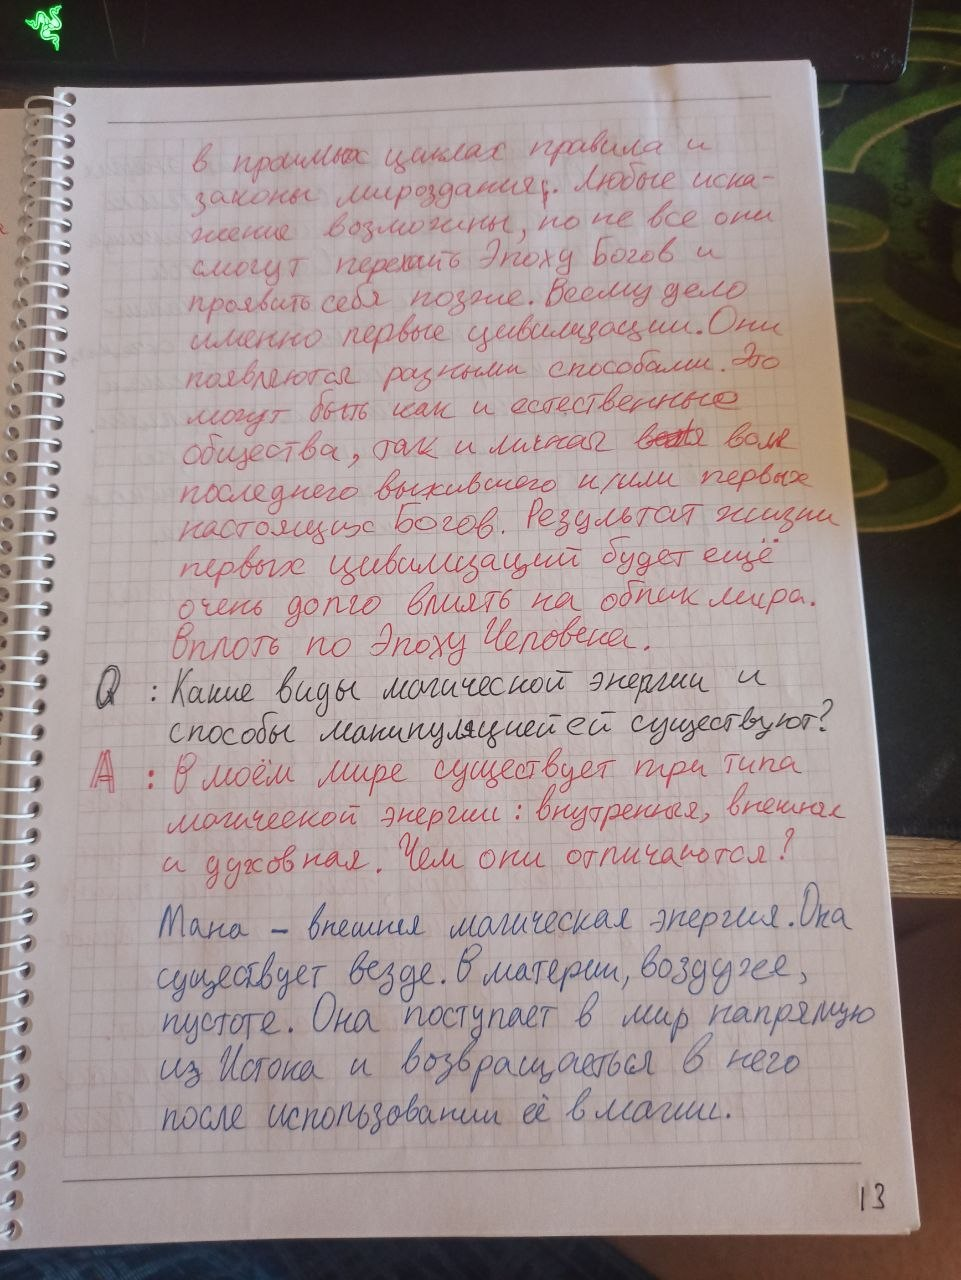 в прошлых циклах правила и
законы мироздания. Любые иска-
жение возможны, но не все они
смогут пережить Эпоху Богов и
проявить себя позже. Всему дело
именно первые цивилизации. Они
появляются разными способами. Это
могут быть как и естественные
общества, так и личная воля
последнего выжившего и/или первых
настоящих Богов. Результат жизни
первых цивилизаций будет ещё
очень долго влиять на облик мира.
Вплоть по Эпоху Человека.
Q : Какие виды магической энергии и
способы манипуляцией ей существуют?
A : В моём мире существует три типа
магической энергии: внутренняя, внешняя
и духовная. Чем они отличаются?
Мана – внешняя магическая энергия. Она
существует везде. В материи, воздухе,
пустоте. Она поступает в мир напрямую
из Истока и возвращаеться в него
после использовании её в магии.
13